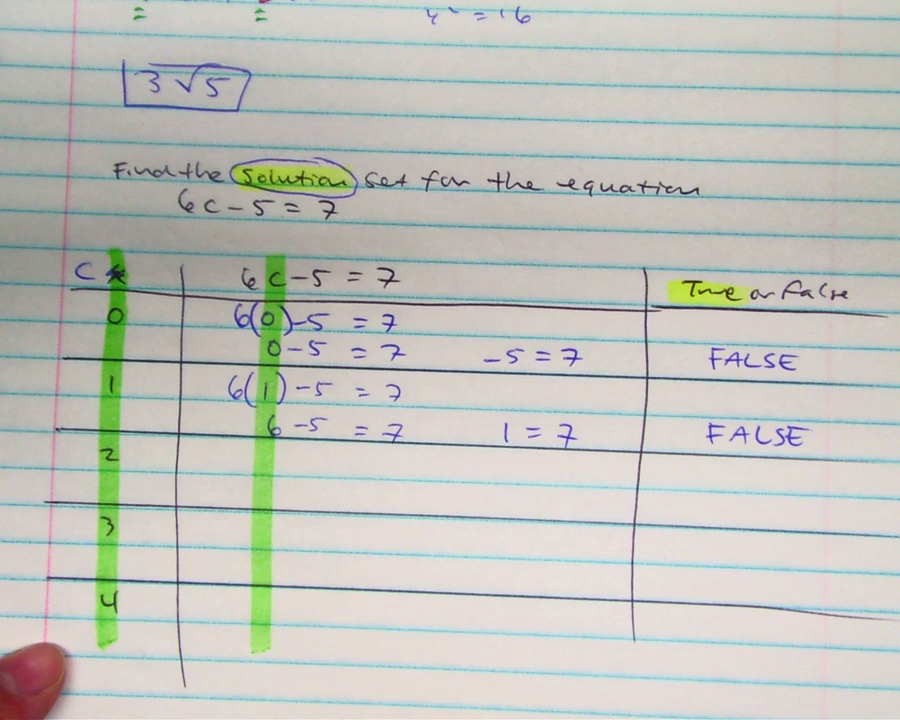 = =
4² = 16
3√5
Find the solution set for the equation
6c - 5 = 7
C 6c - 5 = 7 True or False
0 6(0) - 5 = 7
0 - 5 = 7 -5 = 7 FALSE
1 6(1) - 5 = 7
6 - 5 = 7 1 = 7 FALSE
2
3
4